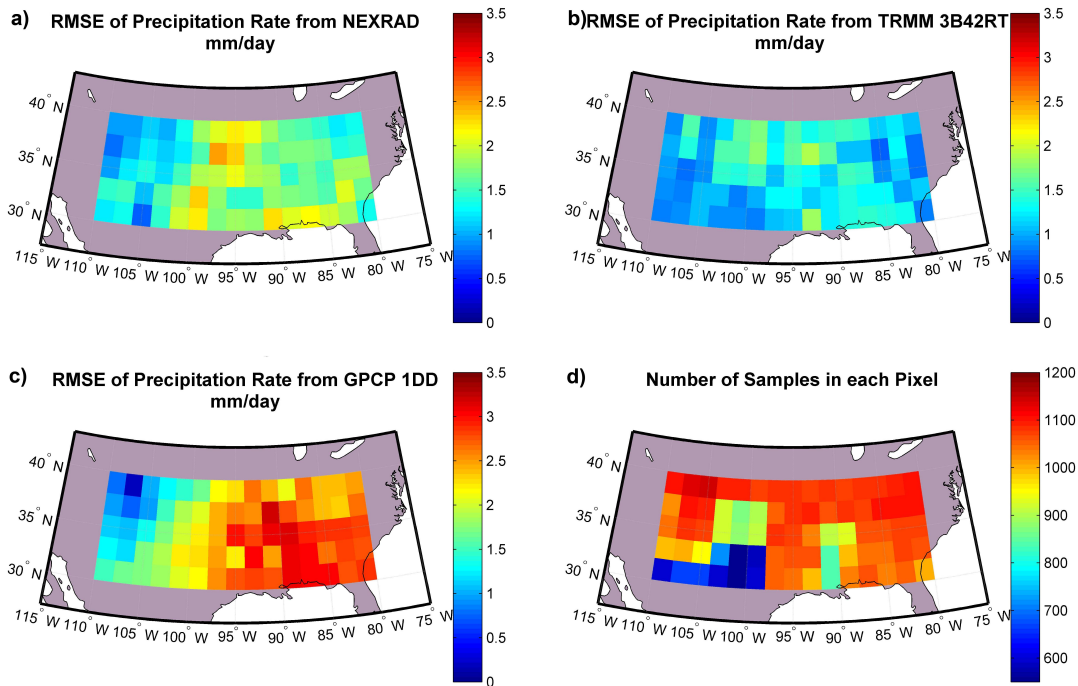 a)
RMSE of Precipitation Rate from NEXRAD
mm/day
40° N
35° N
30° N
115° W
110° W
105° W
100° W
95° W
90° W
85° W
80° W
75° W
3.5
3
2.5
2
1.5
1
0.5
0
b)
RMSE of Precipitation Rate from TRMM 3B42RT
mm/day
40° N
35° N
30° N
115° W
110° W
105° W
100° W
95° W
90° W
85° W
80° W
75° W
3.5
3
2.5
2
1.5
1
0.5
0
c)
RMSE of Precipitation Rate from GPCP 1DD
mm/day
40° N
35° N
30° N
115° W
110° W
105° W
100° W
95° W
90° W
85° W
80° W
75° W
3.5
3
2.5
2
1.5
1
0.5
0
d)
Number of Samples in each Pixel
40° N
35° N
30° N
115° W
110° W
105° W
100° W
95° W
90° W
85° W
80° W
75° W
1200
1100
1000
900
800
700
600